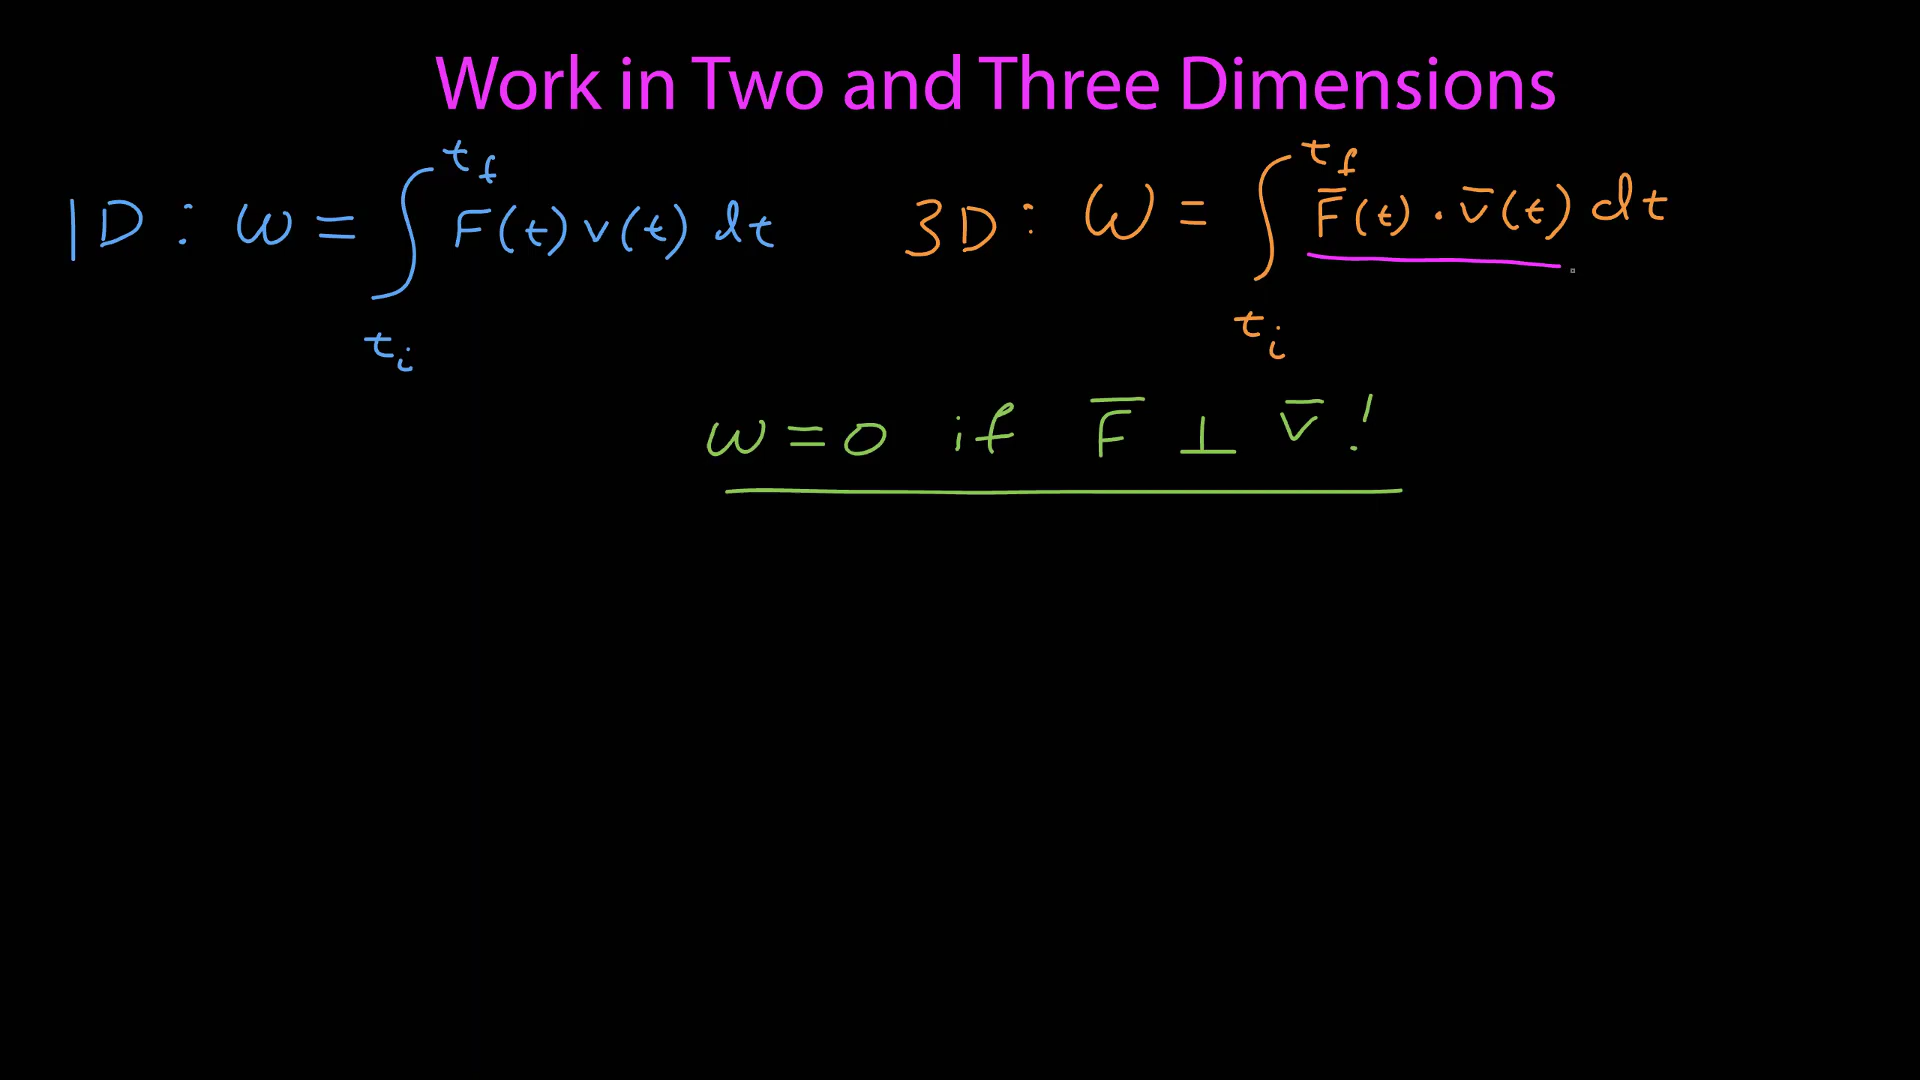 Work in Two and Three Dimensions
1D: W = ∫_{t_i}^{t_f} F(t) v(t) dt
3D: W = ∫_{t_i}^{t_f} F̅(t) · v̅(t) dt
W = 0 if F̅ ⊥ v̅!